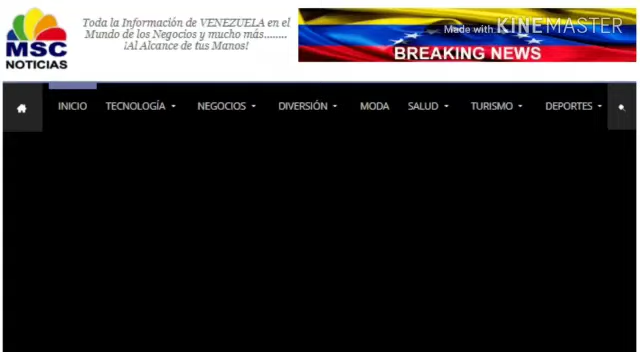 MSC
NOTICIAS
Toda la Información de VENEZUELA en el
Mundo de los Negocios y mucho más........
¡Al Alcance de tus Manos!
Made with KINEMASTER
BREAKING NEWS
INICIO TECNOLOGÍA NEGOCIOS DIVERSIÓN MODA SALUD TURISMO DEPORTES